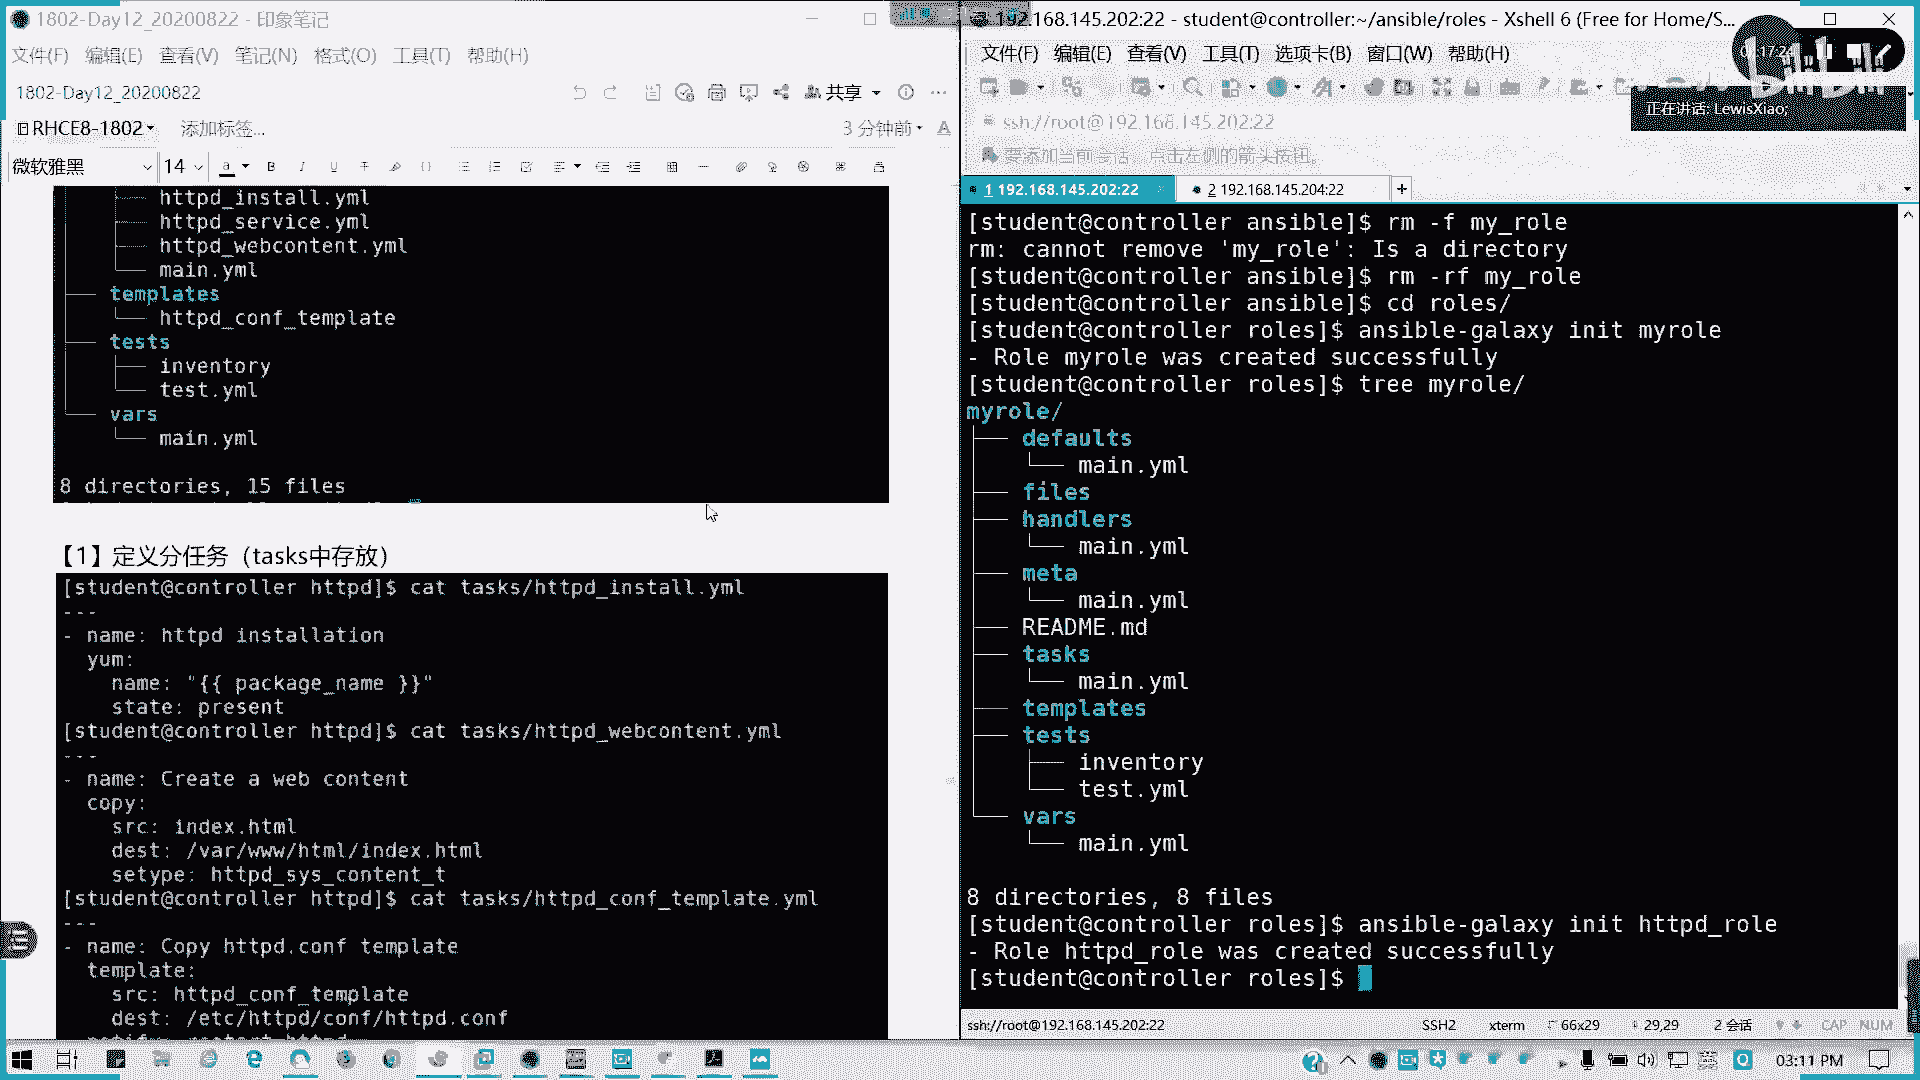 1802-Day12_20200822 - 印象笔记
文件(F) 编辑(E) 查看(V) 笔记(N) 格式(O) 工具(T) 帮助(H)
1802-Day12_20200822
共享
RHCE8-1802
添加标签...
3 分钟前
微软雅黑 14
httpd_install.yml
httpd_service.yml
httpd_webcontent.yml
main.yml
templates
httpd_conf_template
tests
inventory
test.yml
vars
main.yml
8 directories, 15 files
【1】定义分任务（tasks中存放）
[student@controller httpd]$ cat tasks/httpd_install.yml
---
- name: httpd installation
yum:
name: "{{ package_name }}"
state: present
[student@controller httpd]$ cat tasks/httpd_webcontent.yml
---
- name: Create a web content
copy:
src: index.html
dest: /var/www/html/index.html
setype: httpd_sys_content_t
[student@controller httpd]$ cat tasks/httpd_conf_template.yml
---
- name: Copy httpd.conf template
template:
src: httpd_conf_template
dest: /etc/httpd/conf/httpd.conf
192.168.145.202:22 - student@controller:~/ansible/roles - Xshell 6 (Free for Home/S...
文件(F) 编辑(E) 查看(V) 工具(T) 选项卡(B) 窗口(W) 帮助(H)
正在讲话: LewisXiao;
ssh://root@192.168.145.202:22
要添加当前会话，点击左侧的箭头按钮。
1 192.168.145.202:22
2 192.168.145.204:22
[student@controller ansible]$ rm -f my_role
rm: cannot remove 'my_role': Is a directory
[student@controller ansible]$ rm -rf my_role
[student@controller ansible]$ cd roles/
[student@controller roles]$ ansible-galaxy init myrole
- Role myrole was created successfully
[student@controller roles]$ tree myrole/
myrole/
defaults
main.yml
files
handlers
main.yml
meta
main.yml
README.md
tasks
main.yml
templates
tests
inventory
test.yml
vars
main.yml
8 directories, 8 files
[student@controller roles]$ ansible-galaxy init httpd_role
- Role httpd_role was created successfully
[student@controller roles]$
ssh://root@192.168.145.202:22 SSH2 xterm 66x29 29,29 2 会话 CAP NUM
03:11 PM